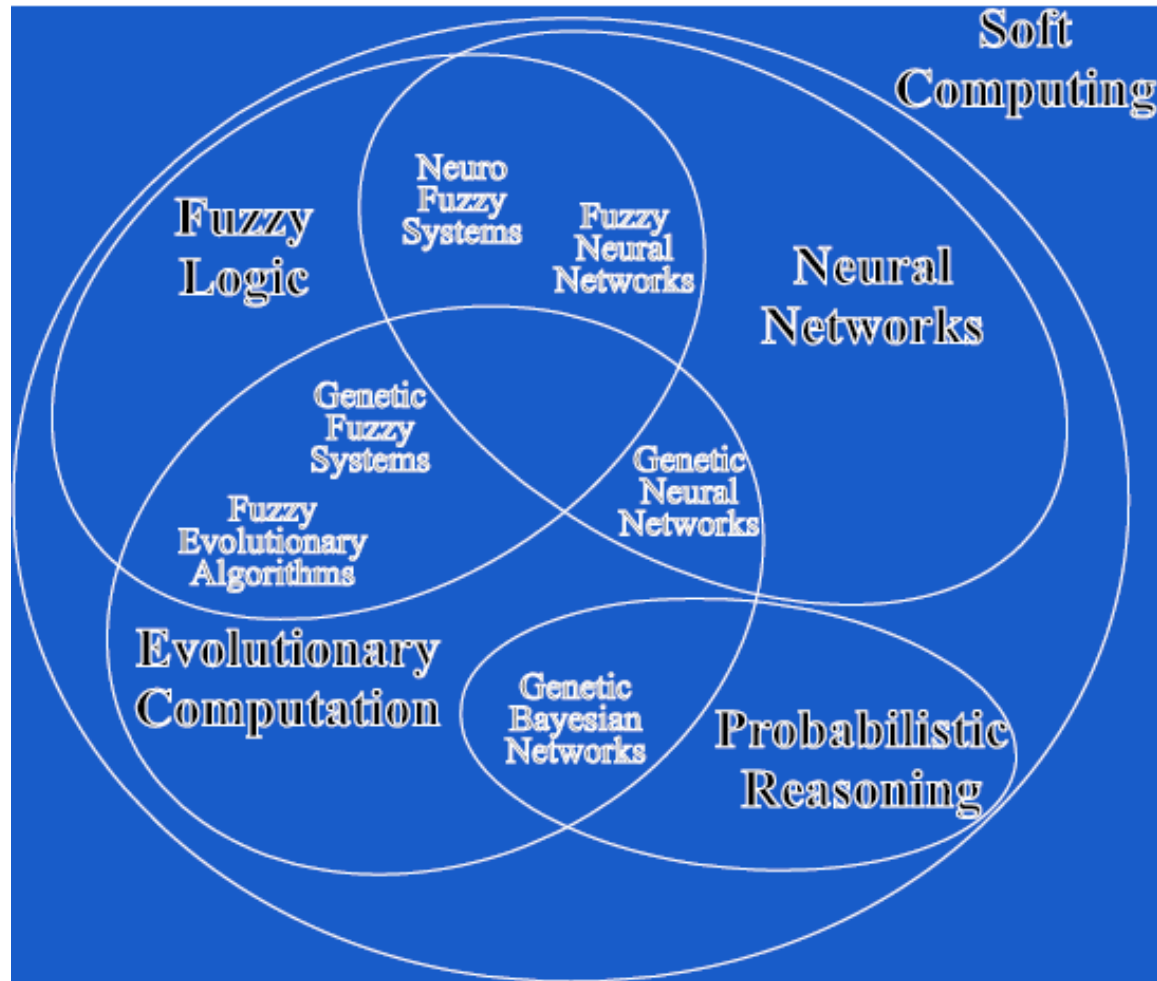 Soft
Computing
Neuro
Fuzzy
Systems
Fuzzy
Logic
Fuzzy
Neural
Networks
Neural
Networks
Genetic
Fuzzy
Systems
Genetic
Neural
Networks
Fuzzy
Evolutionary
Algorithms
Evolutionary
Computation
Genetic
Bayesian
Networks
Probabilistic
Reasoning